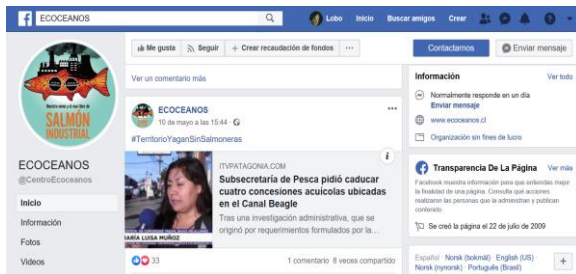 ECOCEANOS
Lobo Inicio Buscar amigos Crear
Me gusta Seguir + Crear recaudación de fondos ...
Contactarnos Enviar mensaje
SALMÓN
INDUSTRIAL
ECOCEANOS
@CentroEcoceanos
Inicio
Información
Fotos
Videos
Ver un comentario más
ECOCEANOS
10 de mayo a las 15:44
#TerritorioYaganSinSalmoneras
ITVPATAGONIA.COM
Subsecretaría de Pesca pidió caducar
cuatro concesiones acuícolas ubicadas
en el Canal Beagle
Tras una investigación administrativa, que se
originó por requerimientos formulados por la...
MARÍA LUISA MUÑOZ
33
1 comentario 8 veces compartido
Información Ver todo
Normalmente responde en un día
Enviar mensaje
www.ecoceanos.cl
Organización sin fines de lucro
Transparencia De La Página Ver más
Facebook muestra información para que entiendas mejor
la finalidad de una página. Consulta qué acciones
realizaron las personas que la administran y publican
contenido.
Se creó la página el 22 de julio de 2009
Español · Norsk (bokmål) · English (US) ·
Norsk (nynorsk) · Português (Brasil)